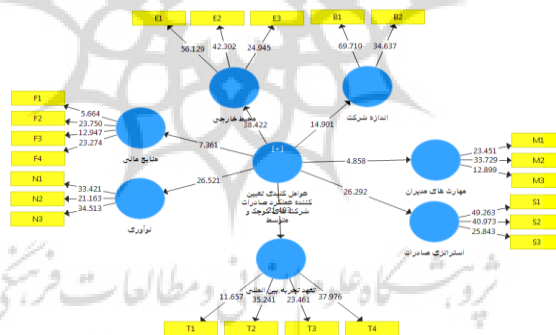 E1
E2
E3
B1
B2
56.129
42.302
24.945
69.710
34.637
محیط خارجی
اندازه شرکت
38.422
14.901
F1
F2
F3
F4
5.664
23.750
12.947
23.274
منابع مالی
7.361
[+]
4.858
M1
M2
M3
23.451
33.729
12.899
مهارت های مدیران
N1
N2
N3
33.421
21.163
34.513
نوآوری
26.521
عوامل کلیدی تعیین
کننده عملکرد صادرات
شرکت های کوچک و
متوسط
26.292
S1
S2
S3
49.263
40.973
25.843
استراتژی صادرات
تعهد تجربه بین المللی
11.657
35.241
23.461
37.976
T1
T2
T3
T4
پژوهشگاه علوم انسانی و مطالعات فرهنگی